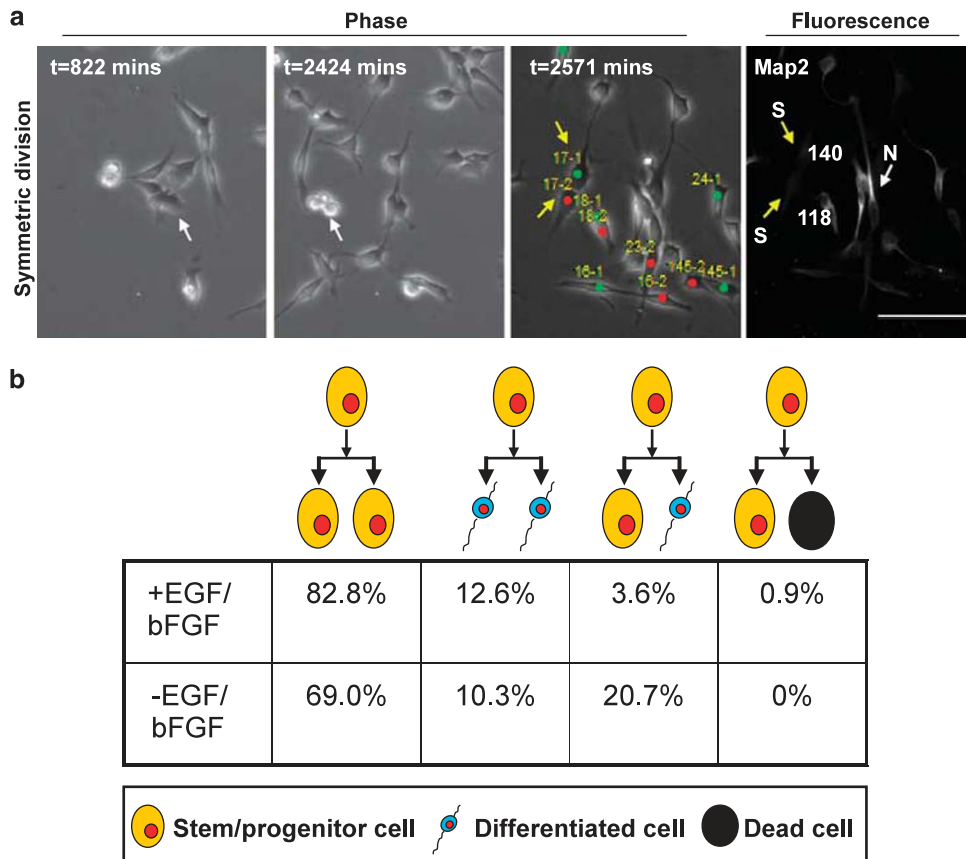 a
Phase
Fluorescence
Symmetric division
t=822 mins
t=2424 mins
t=2571 mins
Map2
S
140
N
118
S
17-1
17-2
18-1
18-2
24-1
23-2
16-1
16-2
145-2
145-1
b
+EGF/ 82.8% 12.6% 3.6% 0.9%
bFGF
-EGF/ 69.0% 10.3% 20.7% 0%
bFGF
Stem/progenitor cell Differentiated cell Dead cell